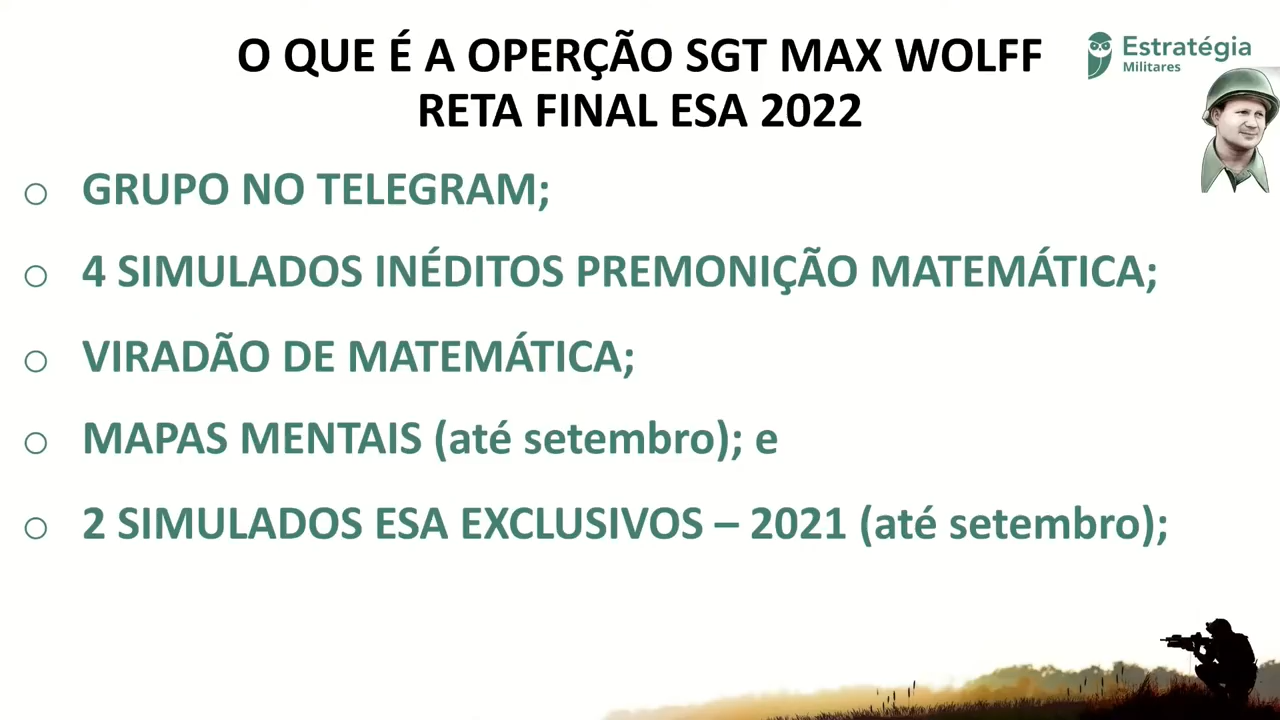 O QUE É A OPERÇÃO SGT MAX WOLFF
RETA FINAL ESA 2022
Estratégia
Militares
GRUPO NO TELEGRAM;
4 SIMULADOS INÉDITOS PREMONIÇÃO MATEMÁTICA;
VIRADÃO DE MATEMÁTICA;
MAPAS MENTAIS (até setembro); e
2 SIMULADOS ESA EXCLUSIVOS – 2021 (até setembro);